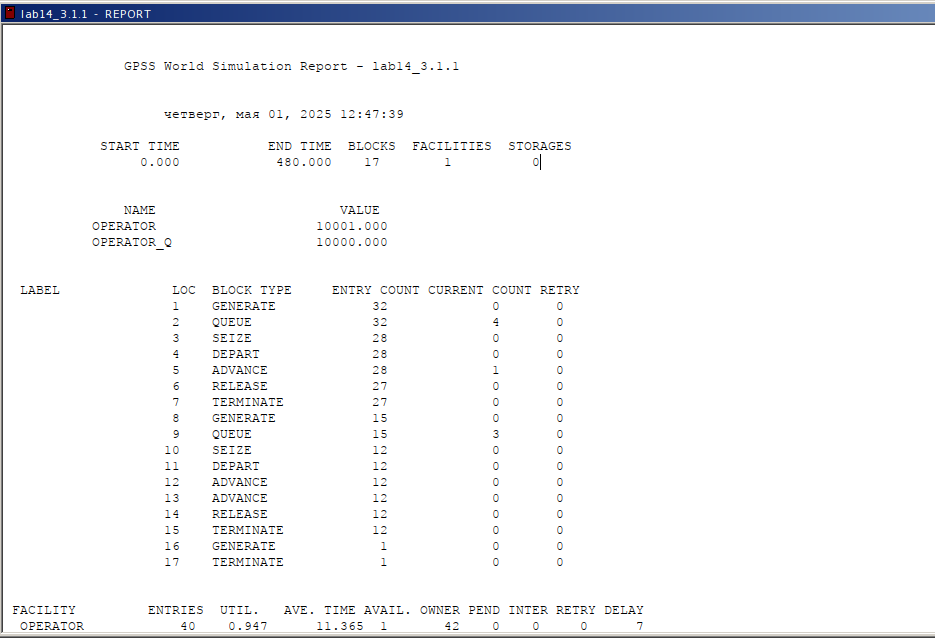 lab14_3.1.1 - REPORT
GPSS World Simulation Report - lab14_3.1.1
четверг, мая 01, 2025 12:47:39
START TIME END TIME BLOCKS FACILITIES STORAGES
0.000 480.000 17 1 0
NAME VALUE
OPERATOR 10001.000
OPERATOR_Q 10000.000
LABEL LOC BLOCK TYPE ENTRY COUNT CURRENT COUNT RETRY
1 GENERATE 32 0 0
2 QUEUE 32 4 0
3 SEIZE 28 0 0
4 DEPART 28 0 0
5 ADVANCE 28 1 0
6 RELEASE 27 0 0
7 TERMINATE 27 0 0
8 GENERATE 15 0 0
9 QUEUE 15 3 0
10 SEIZE 12 0 0
11 DEPART 12 0 0
12 ADVANCE 12 0 0
13 ADVANCE 12 0 0
14 RELEASE 12 0 0
15 TERMINATE 12 0 0
16 GENERATE 1 0 0
17 TERMINATE 1 0 0
FACILITY ENTRIES UTIL. AVE. TIME AVAIL. OWNER PEND INTER RETRY DELAY
OPERATOR 40 0.947 11.365 1 42 0 0 0 7